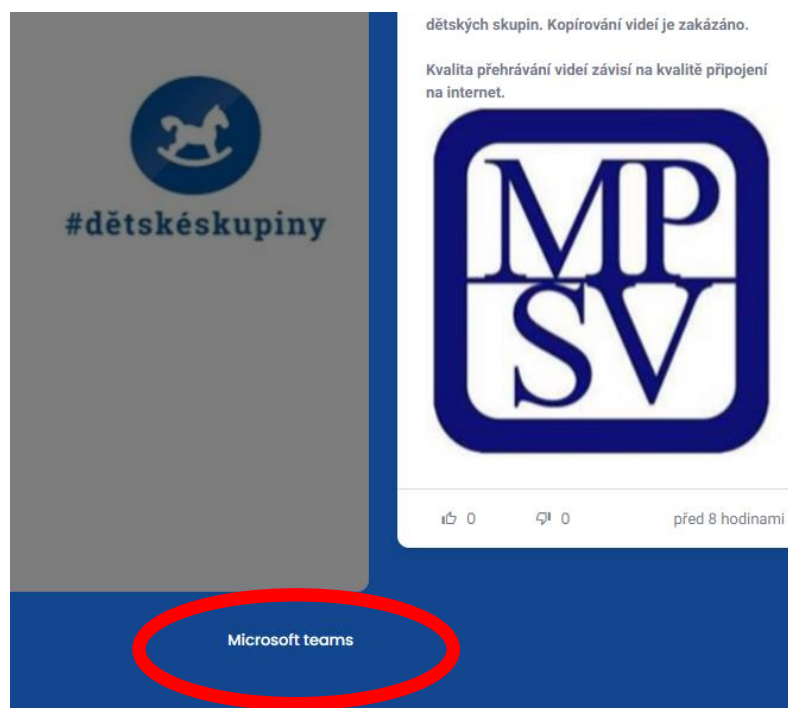 dětských skupin. Kopírování videí je zakázáno.
Kvalita přehrávání videí závisí na kvalitě připojení
na internet.
#dětskéskupiny
MP
SV
0
0
před 8 hodinami
Microsoft teams